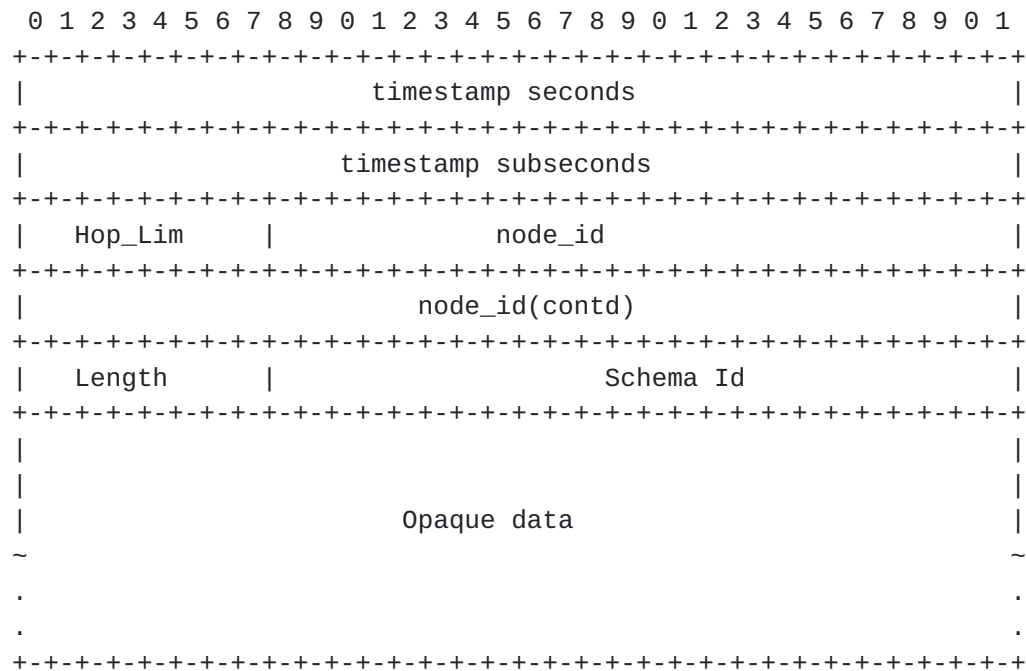 0 1 2 3 4 5 6 7 8 9 0 1 2 3 4 5 6 7 8 9 0 1 2 3 4 5 6 7 8 9 0 1
+-+-+-+-+-+-+-+-+-+-+-+-+-+-+-+-+-+-+-+-+-+-+-+-+-+-+-+-+-+-+-+-+
|                       timestamp seconds                       |
+-+-+-+-+-+-+-+-+-+-+-+-+-+-+-+-+-+-+-+-+-+-+-+-+-+-+-+-+-+-+-+-+
|                     timestamp subseconds                      |
+-+-+-+-+-+-+-+-+-+-+-+-+-+-+-+-+-+-+-+-+-+-+-+-+-+-+-+-+-+-+-+-+
|   Hop_Lim     |              node_id                          |
+-+-+-+-+-+-+-+-+-+-+-+-+-+-+-+-+-+-+-+-+-+-+-+-+-+-+-+-+-+-+-+-+
|                         node_id(contd)                        |
+-+-+-+-+-+-+-+-+-+-+-+-+-+-+-+-+-+-+-+-+-+-+-+-+-+-+-+-+-+-+-+-+
|   Length      |                     Schema Id                 |
+-+-+-+-+-+-+-+-+-+-+-+-+-+-+-+-+-+-+-+-+-+-+-+-+-+-+-+-+-+-+-+-+
|                                                               |
|                                                               |
|                        Opaque data                            |
~                                                               ~
.                                                               .
.                                                               .
+-+-+-+-+-+-+-+-+-+-+-+-+-+-+-+-+-+-+-+-+-+-+-+-+-+-+-+-+-+-+-+-+